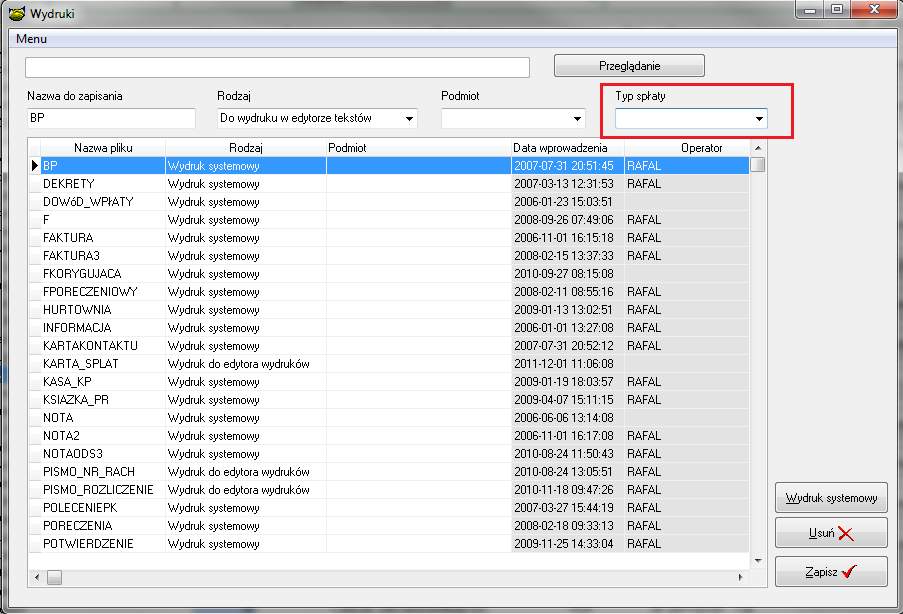 Wydruki
Menu
Przeglądanie
Nazwa do zapisania Rodzaj Podmiot Typ spłaty
BP Do wydruku w edytorze tekstów
Nazwa pliku Rodzaj Podmiot Data wprowadzenia Operator
BP Wydruk systemowy 2007-07-31 20:51:45 RAFAL
DEKRETY Wydruk systemowy 2007-03-13 12:31:53 RAFAL
DOWóD_WPłATY Wydruk systemowy 2006-01-23 15:03:51
F Wydruk systemowy 2008-09-26 07:49:06 RAFAL
FAKTURA Wydruk systemowy 2006-11-01 16:15:18 RAFAL
FAKTURA3 Wydruk systemowy 2008-02-15 13:37:33 RAFAL
FKORYGUJACA Wydruk systemowy 2010-09-27 08:15:08
FPORECZENIOWY Wydruk systemowy 2008-02-11 08:55:16 RAFAL
HURTOWNIA Wydruk systemowy 2009-01-13 13:02:51 RAFAL
INFORMACJA Wydruk systemowy 2006-01-01 13:27:08 RAFAL
KARTAKONTAKTU Wydruk systemowy 2007-07-31 20:52:12 RAFAL
KARTA_SPLAT Wydruk do edytora wydruków 2011-12-01 11:06:08
KASA_KP Wydruk systemowy 2009-01-19 18:03:57 RAFAL
KSIAZKA_PR Wydruk systemowy 2009-04-07 15:11:15 RAFAL
NOTA Wydruk systemowy 2006-06-06 13:14:08
NOTA2 Wydruk systemowy 2006-11-01 16:17:08 RAFAL
NOTAODS3 Wydruk systemowy 2010-08-24 11:50:43 RAFAL
PISMO_NR_RACH Wydruk do edytora wydruków 2010-08-24 13:05:51 RAFAL
PISMO_ROZLICZENIE Wydruk do edytora wydruków 2010-11-18 09:47:26 RAFAL
POLECENIEPK Wydruk systemowy 2007-03-27 15:44:19 RAFAL
PORECZENIA Wydruk systemowy 2008-02-18 09:33:13 RAFAL
POTWIERDZENIE Wydruk systemowy 2009-11-25 14:33:04 RAFAL
Wydruk systemowy
Usuń
Zapisz